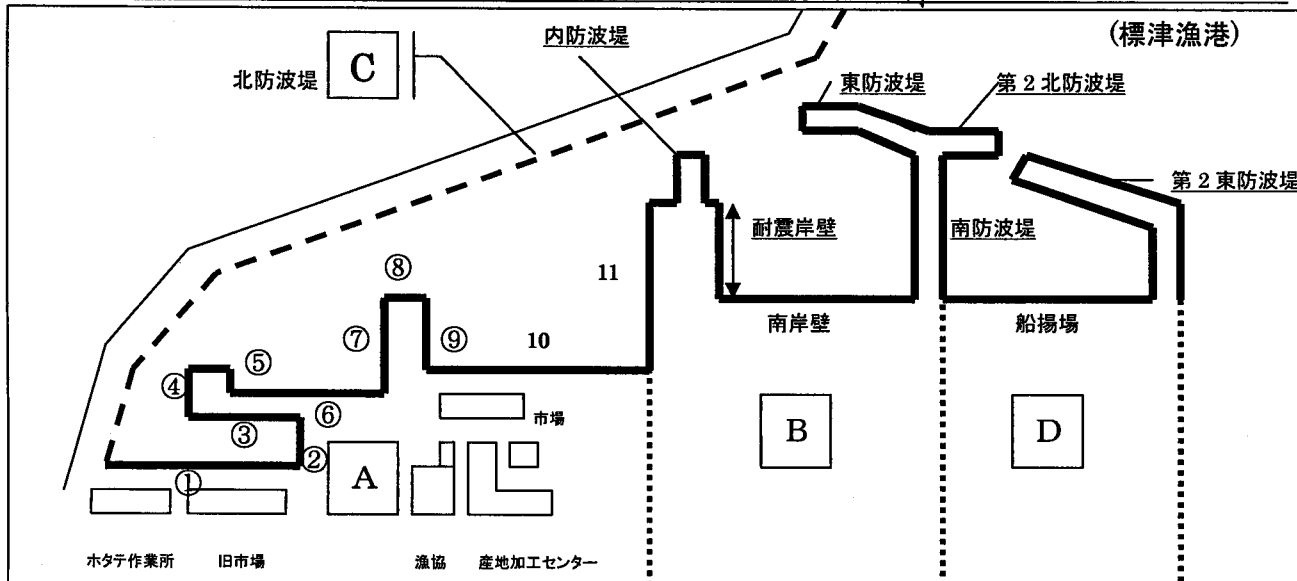 (標津漁港)
内防波堤
北防波堤
C
東防波堤
第2北防波堤
第2東防波堤
耐震岸壁
南防波堤
⑧
11
⑦
⑨
10
南岸壁
船揚場
⑤
④
⑥
③
②
①
市場
A
B
D
ホタテ作業所
旧市場
漁協
産地加工センター